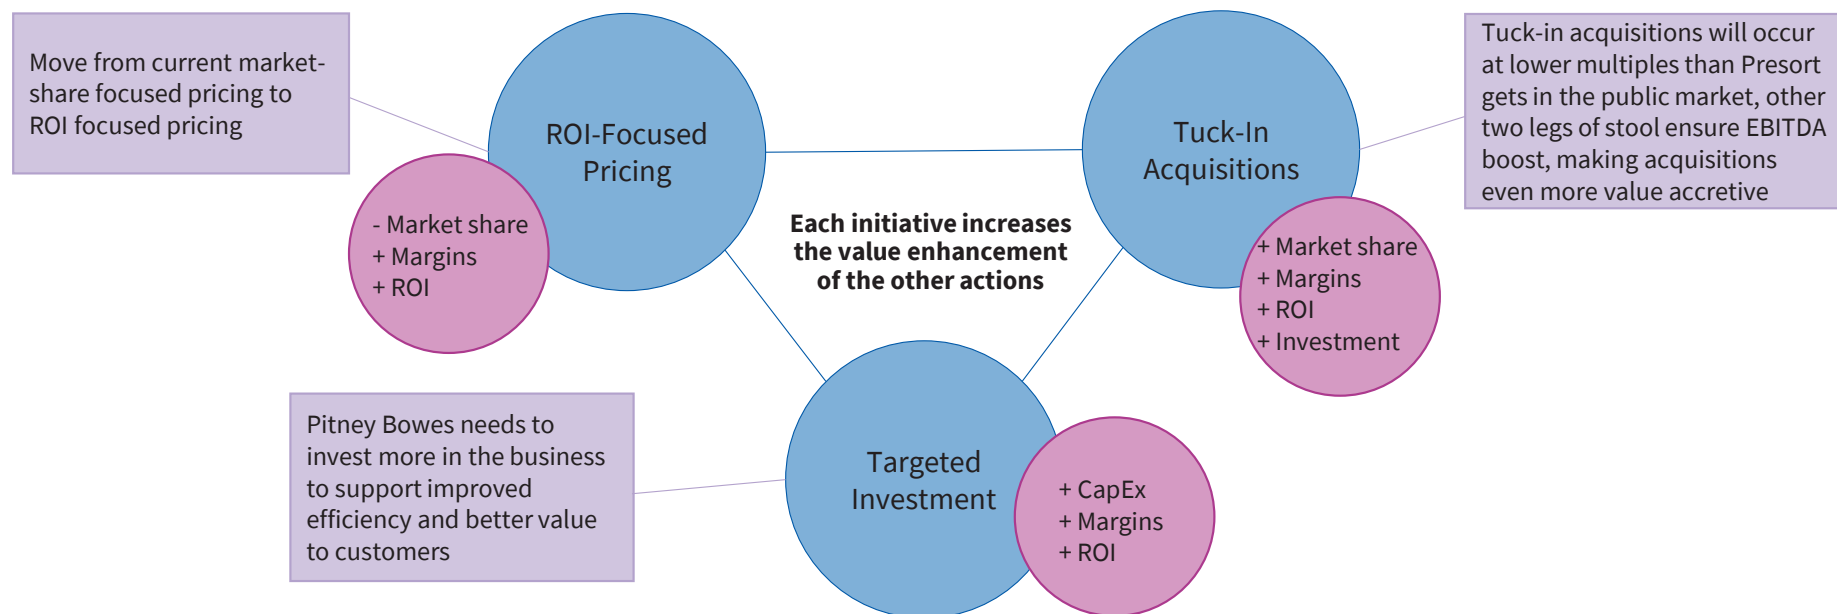 Move from current market-
share focused pricing to
ROI focused pricing
ROI-Focused
Pricing
- Market share
+ Margins
+ ROI
Each initiative increases
the value enhancement
of the other actions
Tuck-In
Acquisitions
+ Market share
+ Margins
+ ROI
+ Investment
Tuck-in acquisitions will occur
at lower multiples than Presort
gets in the public market, other
two legs of stool ensure EBITDA
boost, making acquisitions
even more value accretive
Pitney Bowes needs to
invest more in the business
to support improved
efficiency and better value
to customers
Targeted
Investment
+ CapEx
+ Margins
+ ROI